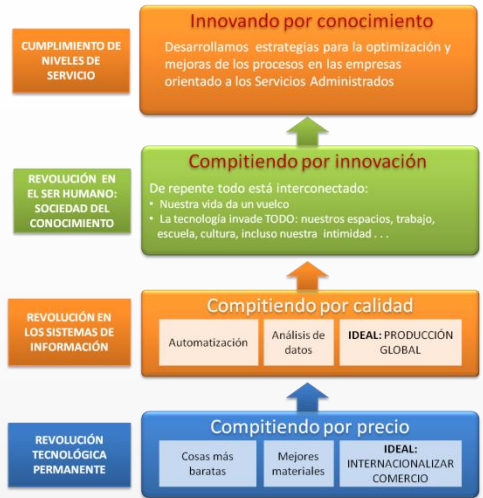 CUMPLIMIENTO DE
NIVELES DE
SERVICIO
Innovando por conocimiento
Desarrollamos estrategias para la optimización y
mejoras de los procesos en las empresas
orientado a los Servicios Administrados
REVOLUCIÓN EN
EL SER HUMANO:
SOCIEDAD DEL
CONOCIMIENTO
Compitiendo por innovación
De repente todo está interconectado:
• Nuestra vida da un vuelco
• La tecnología invade TODO: nuestros espacios, trabajo,
escuela, cultura, incluso nuestra intimidad . . .
REVOLUCIÓN EN
LOS SISTEMAS DE
INFORMACIÓN
Compitiendo por calidad
Automatización
Análisis de
datos
IDEAL: PRODUCCIÓN
GLOBAL
REVOLUCIÓN
TECNOLÓGICA
PERMANENTE
Compitiendo por precio
Cosas más
baratas
Mejores
materiales
IDEAL:
INTERNACIONALIZAR
COMERCIO